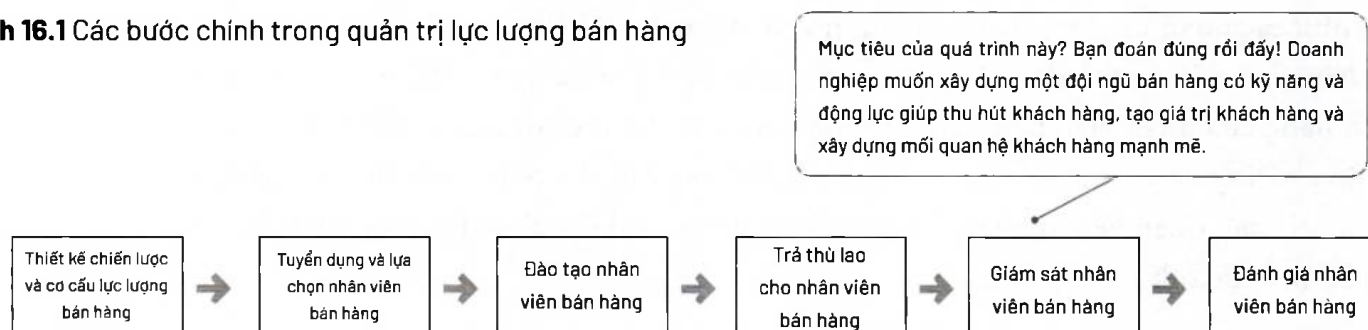 h 16.1 Các bước chính trong quản trị lực lượng bán hàng
Mục tiêu của quá trình này? Bạn đoán đúng rồi đấy! Doanh
nghiệp muốn xây dựng một đội ngũ bán hàng có kỹ năng và
động lực giúp thu hút khách hàng, tạo giá trị khách hàng và
xây dựng mối quan hệ khách hàng mạnh mẽ.
Thiết kế chiến lược
và cơ cấu lực lượng
bán hàng
Tuyển dụng và lựa
chọn nhân viên
bán hàng
Đào tạo nhân
viên bán hàng
Trả thù lao
cho nhân viên
bán hàng
Giám sát nhân
viên bán hàng
Đánh giá nhân
viên bán hàng